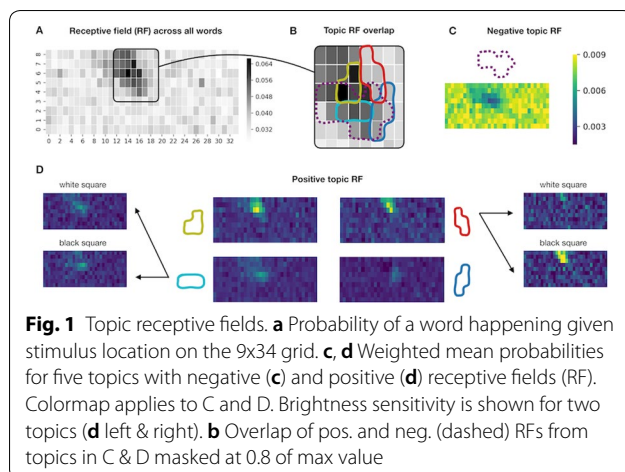 A Receptive field (RF) across all words
B Topic RF overlap
C Negative topic RF
8
7
6
5
4
3
2
1
0
0 2 4 6 8 10 12 14 16 18 20 22 24 26 28 30 32
0.064
0.056
0.048
0.040
0.032
0.009
0.006
0.003
D
Positive topic RF
white square
black square
white square
black square
Fig. 1 Topic receptive fields. a Probability of a word happening given
stimulus location on the 9x34 grid. c, d Weighted mean probabilities
for five topics with negative (c) and positive (d) receptive fields (RF).
Colormap applies to C and D. Brightness sensitivity is shown for two
topics (d left & right). b Overlap of pos. and neg. (dashed) RFs from
topics in C & D masked at 0.8 of max value